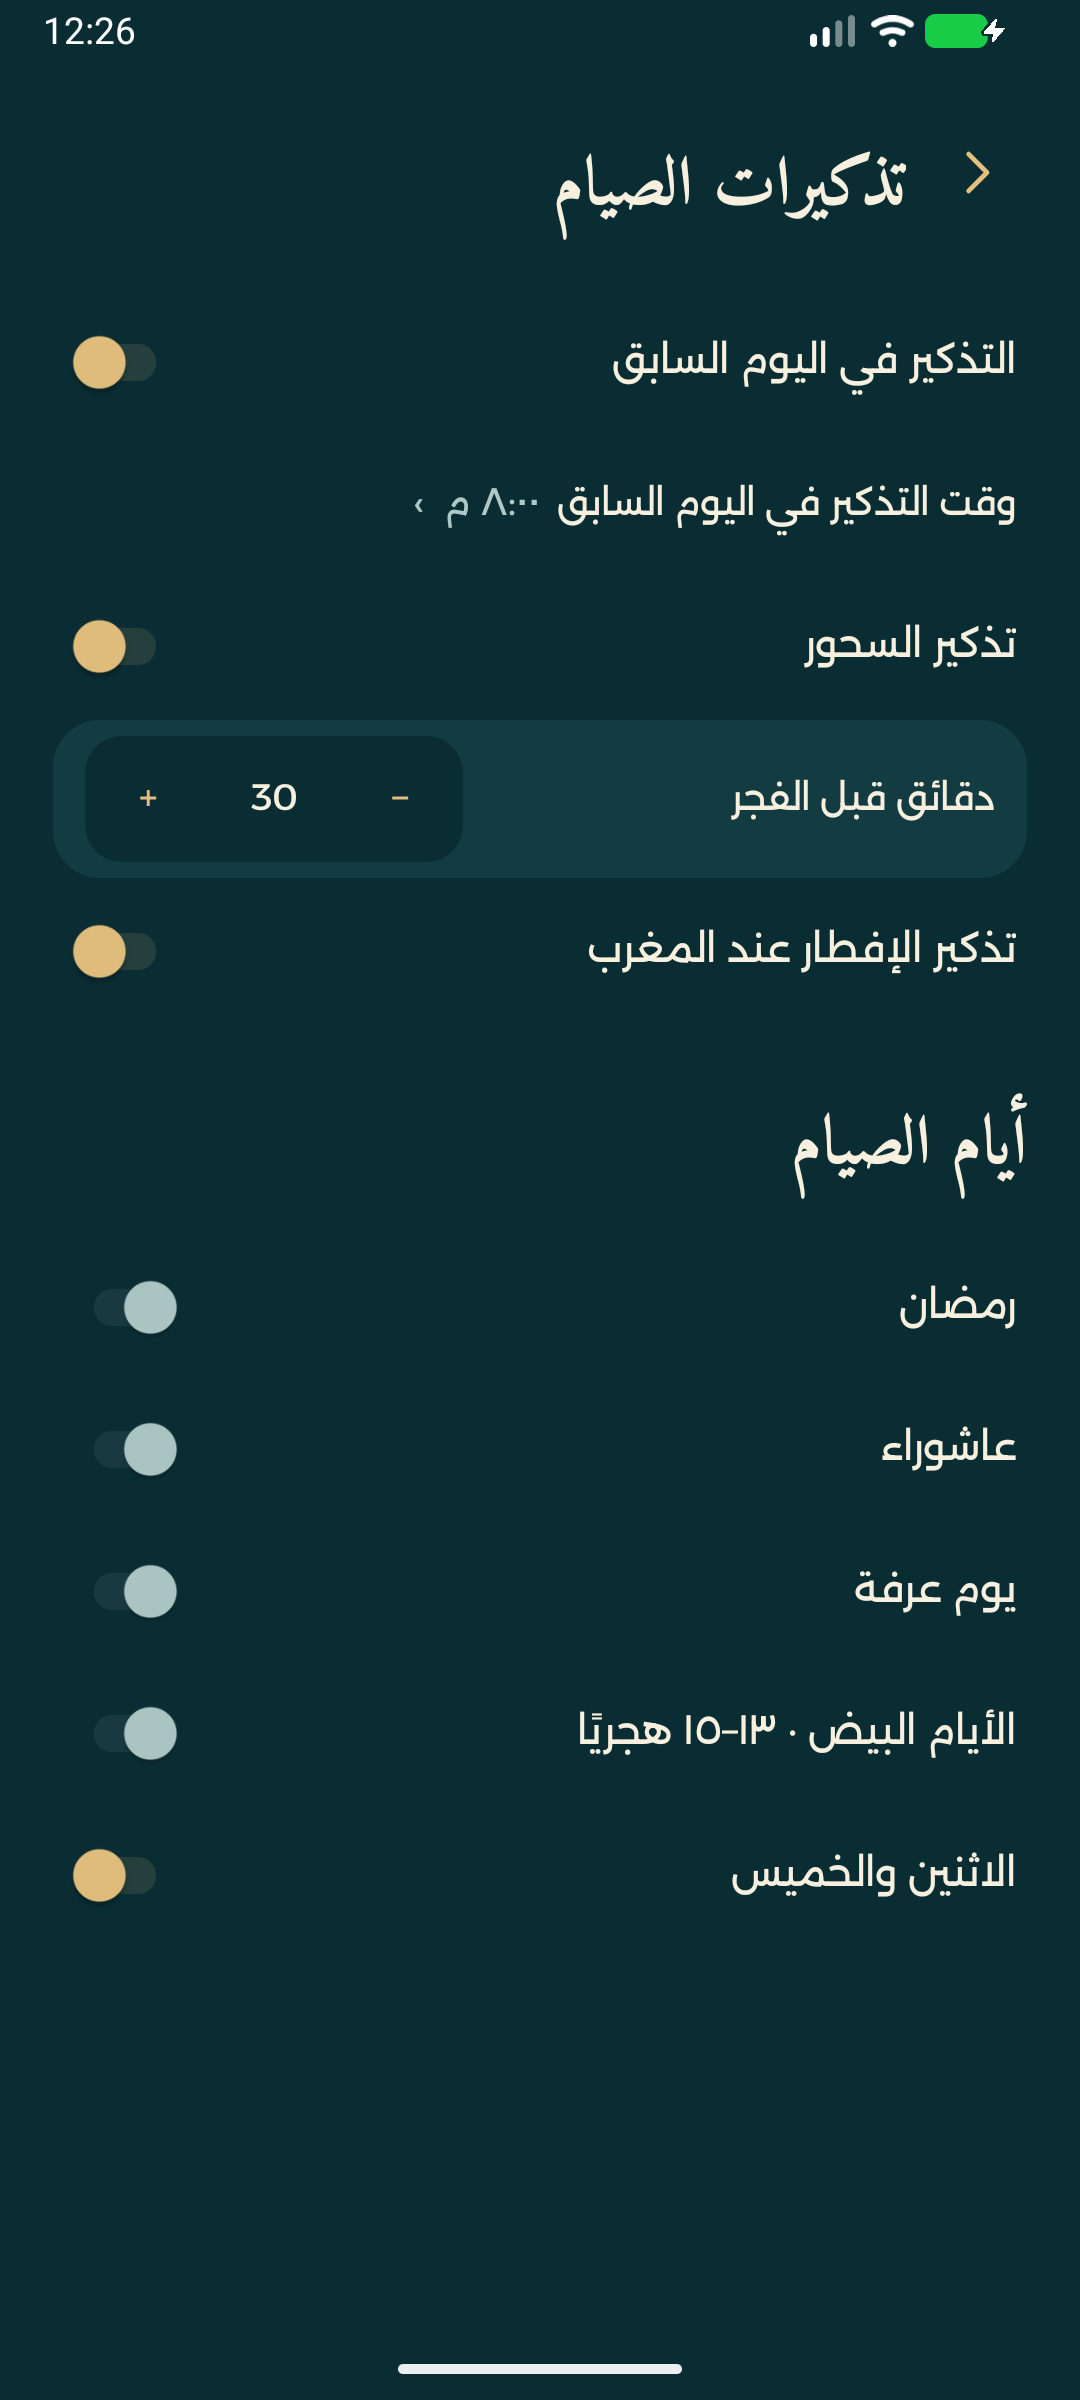 12:26
تذكيرات الصيام
التذكير في اليوم السابق
وقت التذكير في اليوم السابق ٨:٠٠ م ›
تذكير السحور
دقائق قبل الفجر − 30 +
تذكير الإفطار عند المغرب
أيام الصيام
رمضان
عاشوراء
يوم عرفة
الأيام البيض · ١٣–١٥ هجريًا
الاثنين والخميس